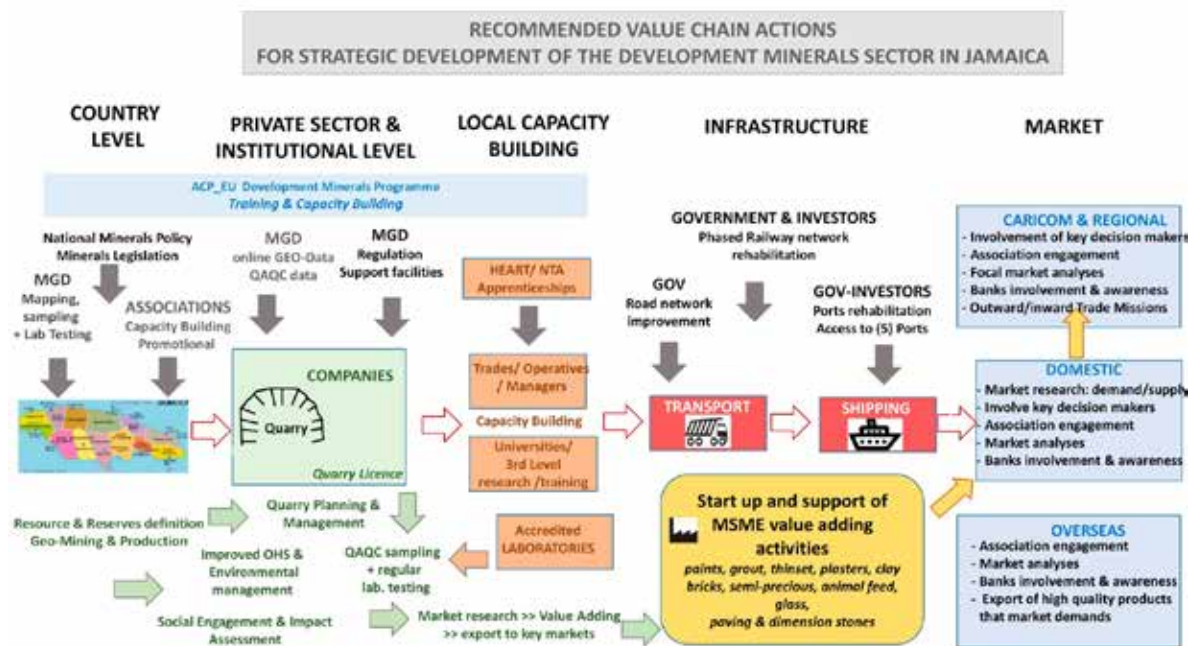 RECOMMENDED VALUE CHAIN ACTIONS
FOR STRATEGIC DEVELOPMENT OF THE DEVELOPMENT MINERALS SECTOR IN JAMAICA
COUNTRY
LEVEL
PRIVATE SECTOR &
INSTITUTIONAL LEVEL
LOCAL CAPACITY
BUILDING
INFRASTRUCTURE
MARKET
ACP_EU Development Minerals Programme
Training & Capacity Building
National Minerals Policy
Minerals Legislation
MGD
Mapping,
sampling
+ Lab Testing
ASSOCIATIONS
Capacity Building
Promotional
MGD
online GEO-Data
QAQC data
MGD
Regulation
Support facilities
HEART/ NTA
Apprenticeships
GOVERNMENT & INVESTORS
Phased Railway network
rehabilitation
GOV
Road network
improvement
GOV-INVESTORS
Ports rehabilitation
Access to (5) Ports
CARICOM & REGIONAL
- Involvement of key decision makers
- Association engagement
- Focal market analyses
- Banks involvement & awareness
- Outward/inward Trade Missions
COMPANIES
Quarry
Quarry Licence
Trades/ Operatives
/ Managers
Capacity Building
Universities/
3rd Level
research /training
TRANSPORT
SHIPPING
DOMESTIC
- Market research: demand/supply
- Involve key decision makers
- Association engagement
- Market analyses
- Banks involvement & awareness
Resource & Reserves definition
Geo-Mining & Production
Quarry Planning &
Management
Improved OHS &
Environmental
management
QAQC sampling
+ regular
lab. testing
Accredited
LABORATORIES
Social Engagement & Impact
Assessment
Market research >> Value Adding
>> export to key markets
Start up and support of
MSME value adding
activities
paints, grout, thinset, plasters, clay
bricks, semi-precious, animal feed,
glass,
paving & dimension stones
OVERSEAS
- Association engagement
- Market analyses
- Banks involvement & awareness
- Export of high quality products
that market demands